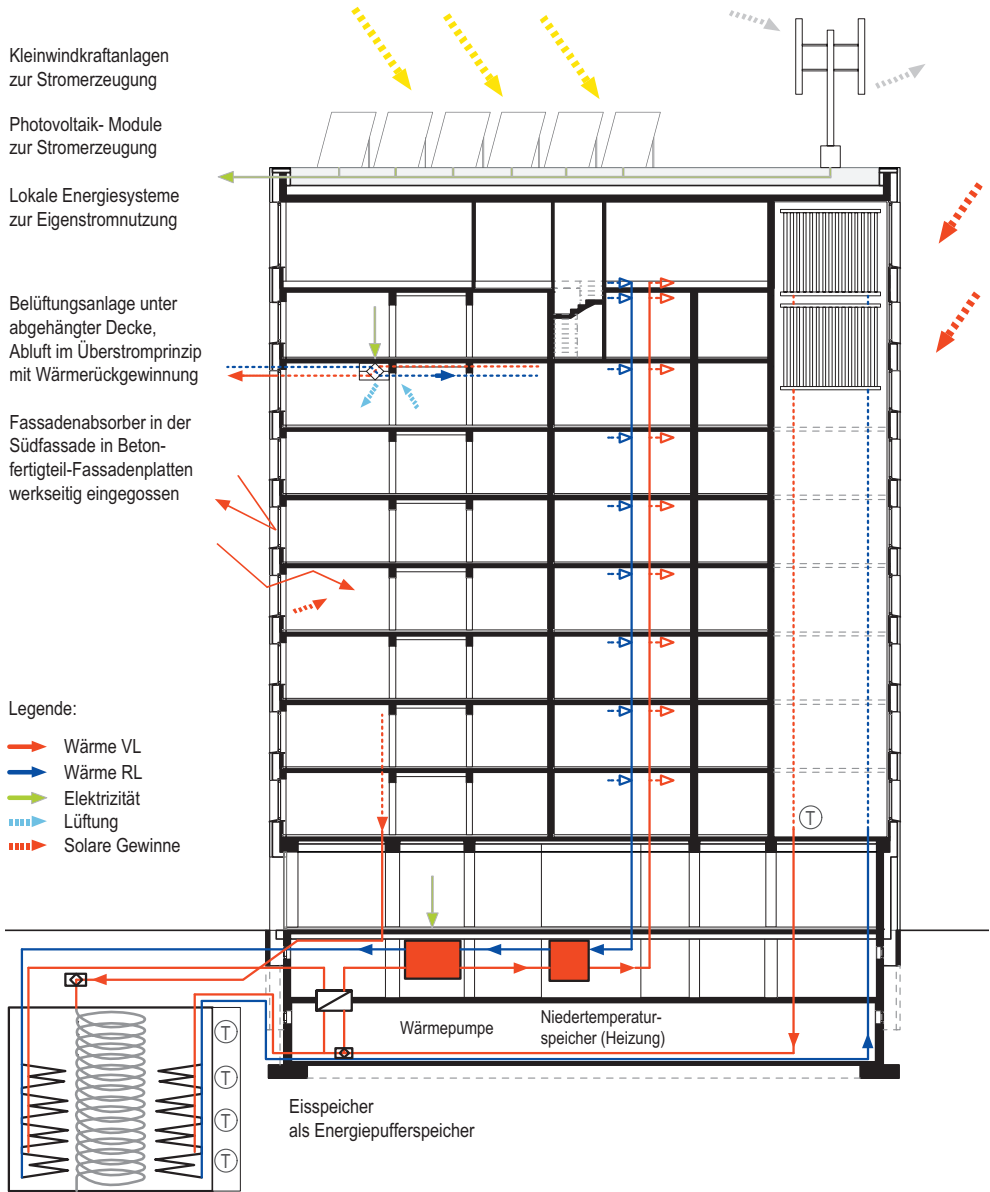 Kleinwindkraftanlagen
zur Stromerzeugung
Photovoltaik- Module
zur Stromerzeugung
Lokale Energiesysteme
zur Eigenstromnutzung
Belüftungsanlage unter
abgehängter Decke,
Abluft im Überstromprinzip
mit Wärmerückgewinnung
Fassadenabsorber in der
Südfassade in Beton-
fertigteil-Fassadenplatten
werkseitig eingegossen
Legende:
Wärme VL
Wärme RL
Elektrizität
Lüftung
Solare Gewinne
T
Wärmepumpe
Niedertemperatur-
speicher (Heizung)
T
T
T
T
Eisspeicher
als Energiepufferspeicher